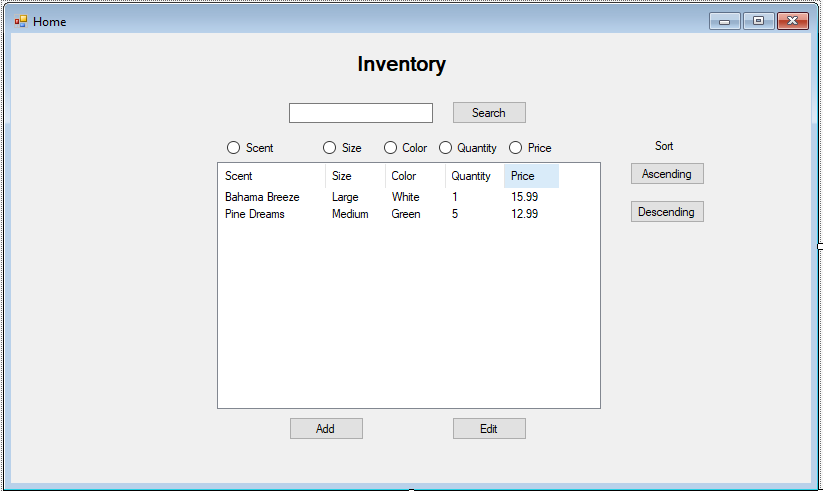 Home
Inventory
Search
Scent Size Color Quantity Price
Sort
Scent Size Color Quantity Price
Ascending
Bahama Breeze Large White 1 15.99
Pine Dreams Medium Green 5 12.99
Descending
Add Edit